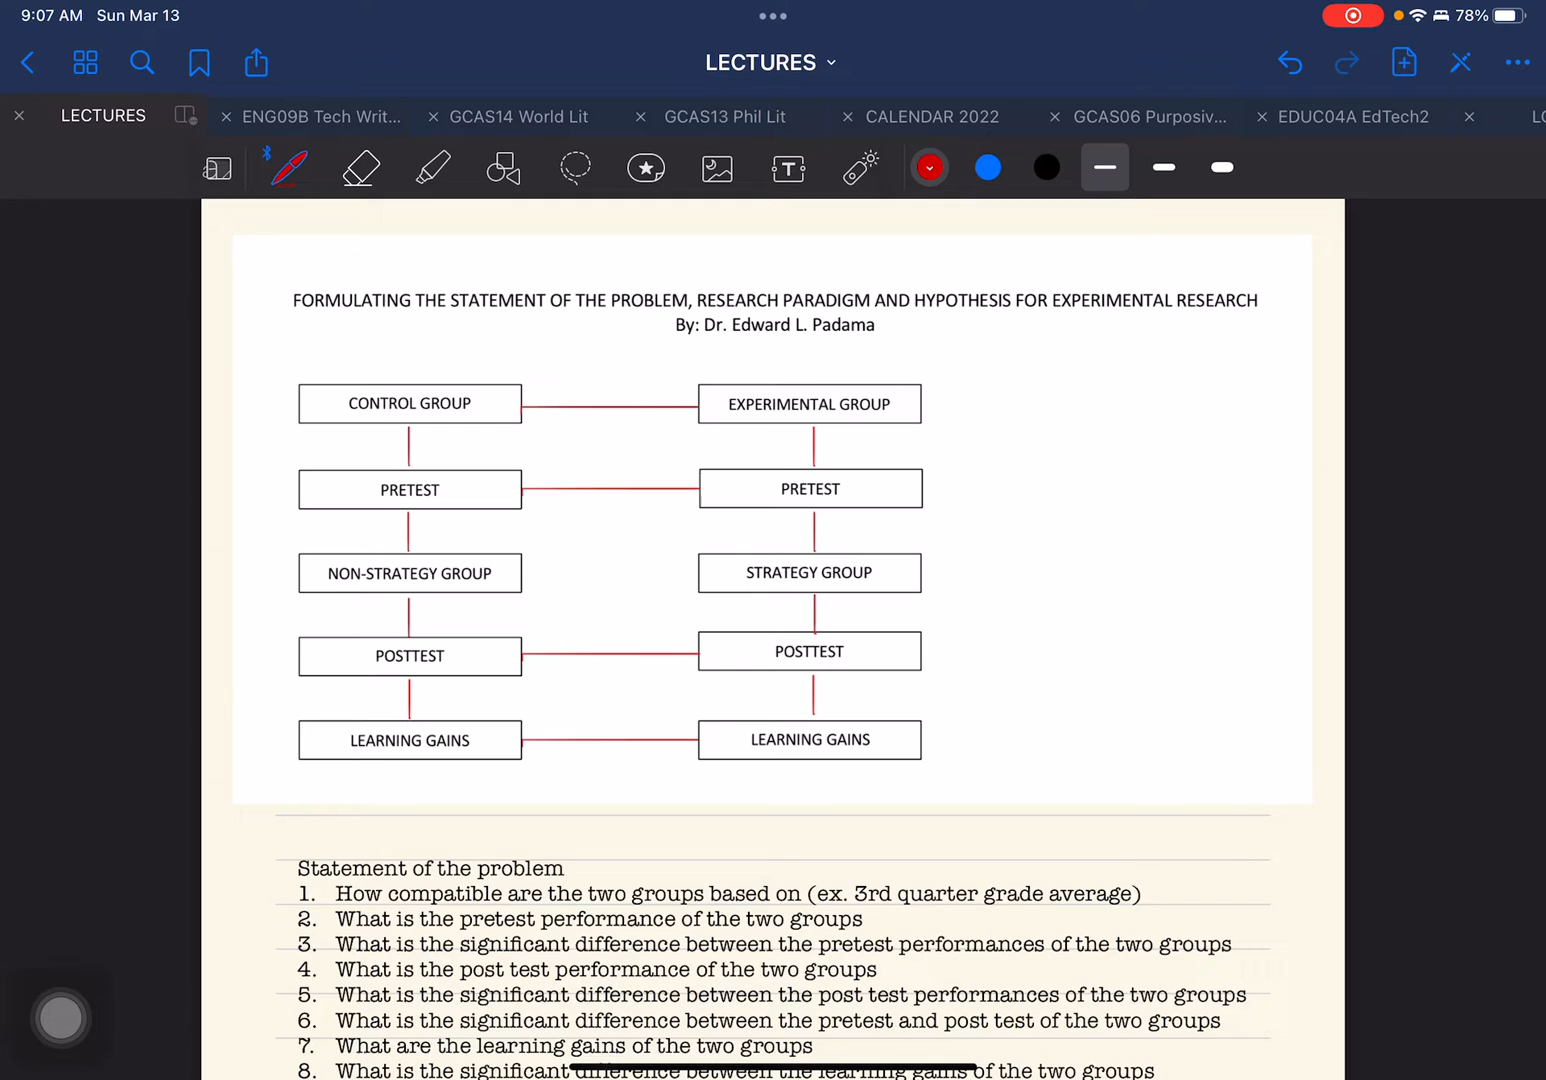 9:07 AM Sun Mar 13
78%
LECTURES
LECTURES
ENG09B Tech Writ...
GCAS14 World Lit
GCAS13 Phil Lit
CALENDAR 2022
GCAS06 Purposiv...
EDUC04A EdTech2
FORMULATING THE STATEMENT OF THE PROBLEM, RESEARCH PARADIGM AND HYPOTHESIS FOR EXPERIMENTAL RESEARCH
By: Dr. Edward L. Padama
CONTROL GROUP
EXPERIMENTAL GROUP
PRETEST
PRETEST
NON-STRATEGY GROUP
STRATEGY GROUP
POSTTEST
POSTTEST
LEARNING GAINS
LEARNING GAINS
Statement of the problem
1. How compatible are the two groups based on (ex. 3rd quarter grade average)
2. What is the pretest performance of the two groups
3. What is the significant difference between the pretest performances of the two groups
4. What is the post test performance of the two groups
5. What is the significant difference between the post test performances of the two groups
6. What is the significant difference between the pretest and post test of the two groups
7. What are the learning gains of the two groups
8. What is the significant difference between the learning gains of the two groups